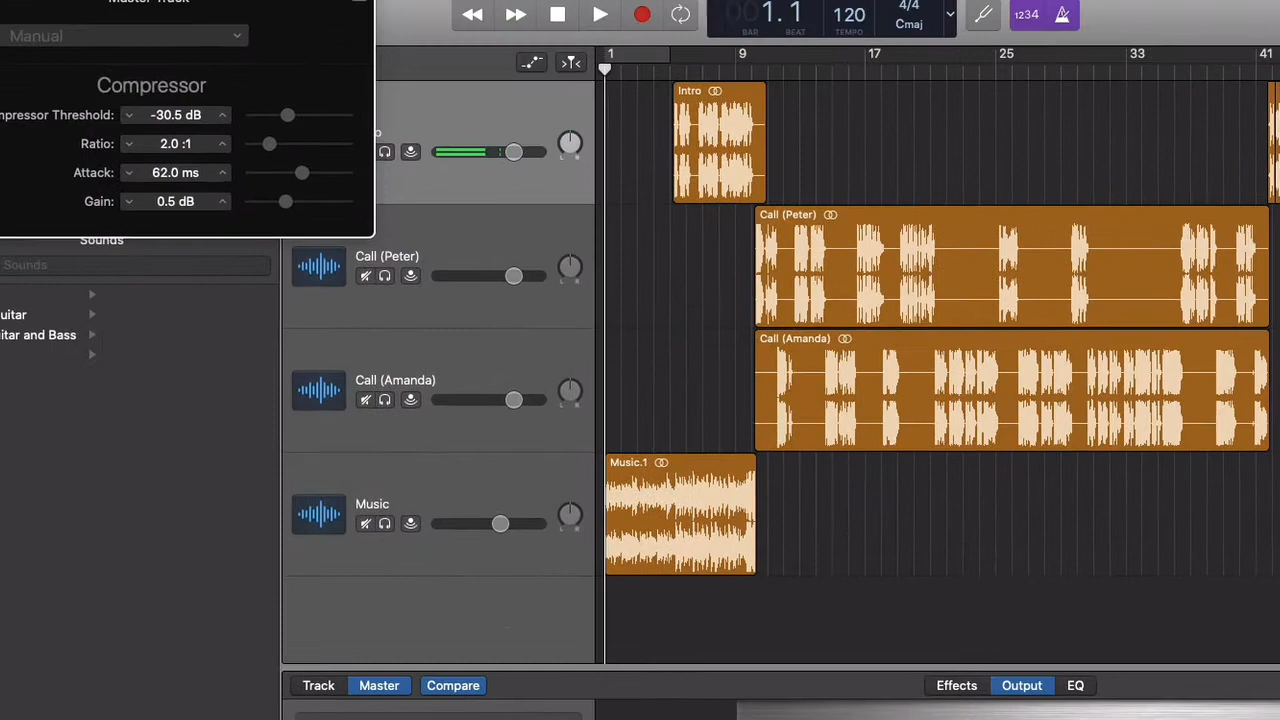 Master Track
Manual
Compressor
mpressor Threshold: -30.5 dB
Ratio: 2.0 :1
Attack: 62.0 ms
Gain: 0.5 dB
Sounds
Sounds
uitar
itar and Bass
1.1
BAR BEAT
120
TEMPO
4/4
Cmaj
1234
1 9 17 25 33 41
Intro
Call (Peter)
Call (Peter)
Call (Amanda)
Call (Amanda)
Music.1
Music
Track Master Compare Effects Output EQ